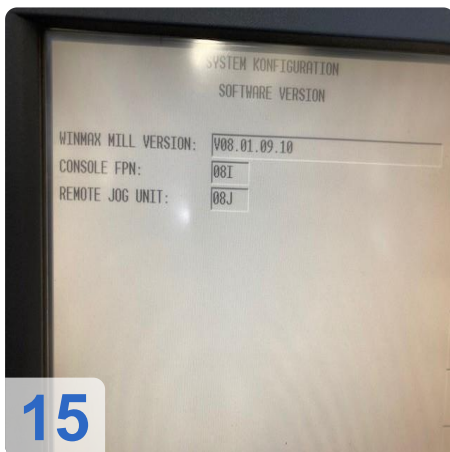 SYSTEM KONFIGURATION
SOFTWARE VERSION
WINMAX MILL VERSION: V08.01.09.10
CONSOLE FPN: 08I
REMOTE JOG UNIT: 08J
15